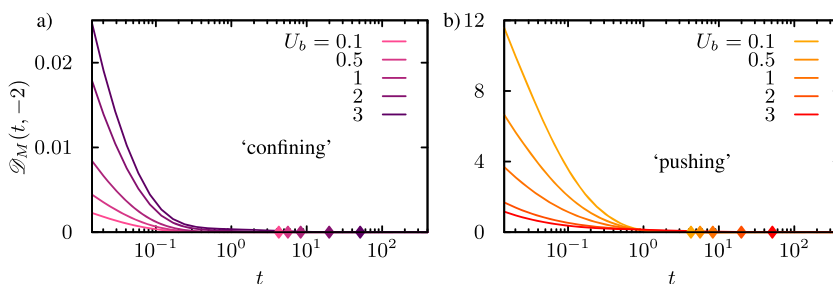 a)
𝒟_M(t, −2)
0.02
0.01
0
U_b = 0.1
0.5
1
2
3
‘confining’
10^{−1} 10^0 10^1 10^2
t
b)
12
8
4
0
U_b = 0.1
0.5
1
2
3
‘pushing’
10^{−1} 10^0 10^1 10^2
t